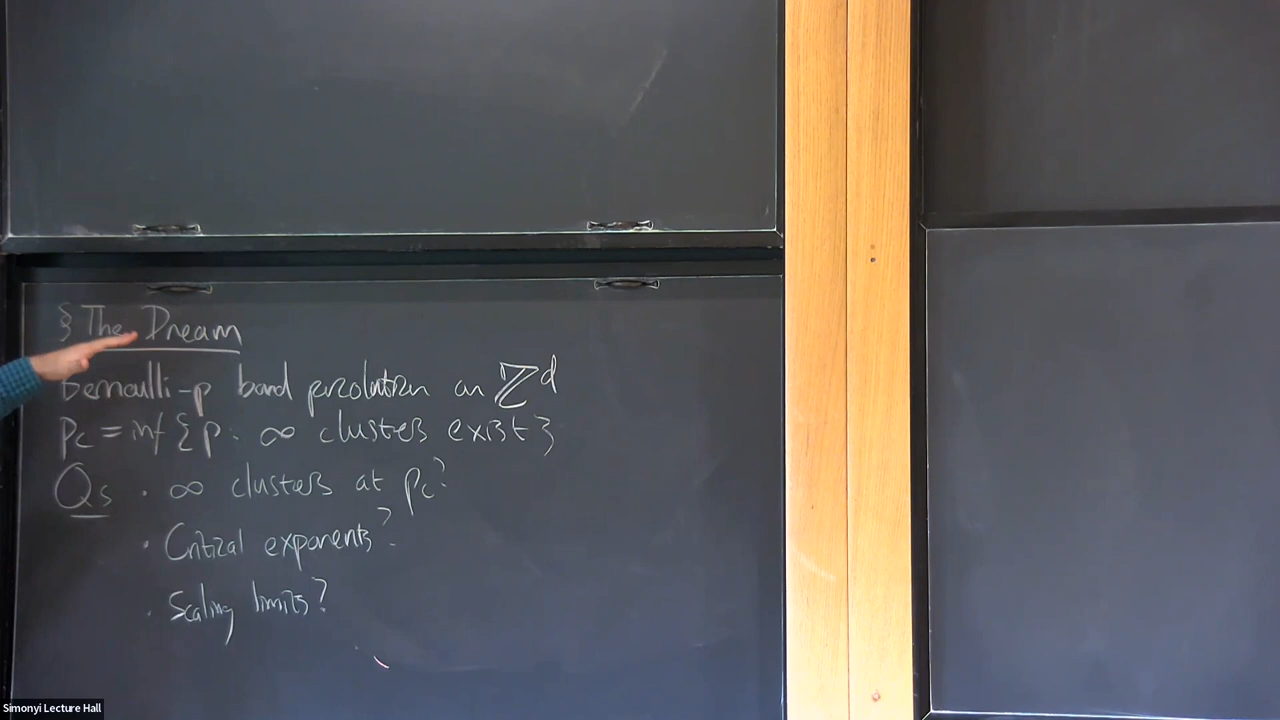 § The Dream
Bernoulli-p bond percolation on ℤ^d
p_c = inf {p : ∞ clusters exist}
Qs · ∞ clusters at p_c?
· Critical exponents?
· Scaling limits?
Simonyi Lecture Hall